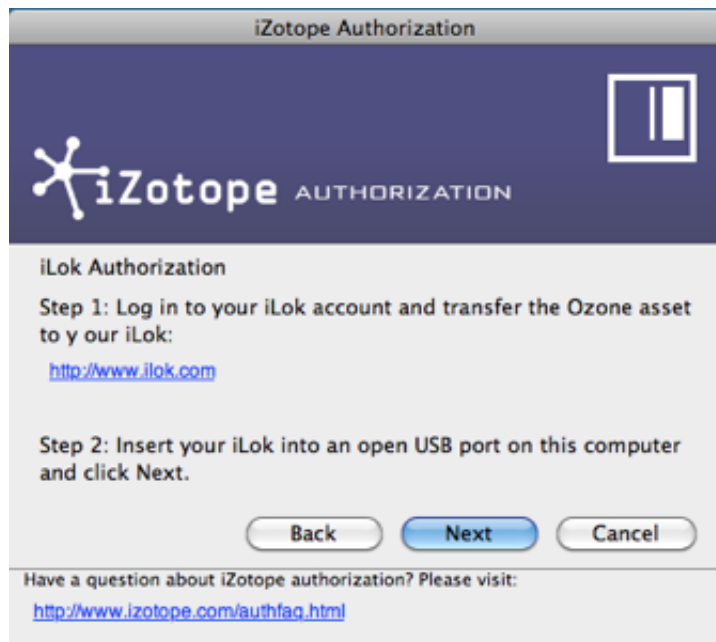 iZotope Authorization
iZotope AUTHORIZATION
iLok Authorization
Step 1: Log in to your iLok account and transfer the Ozone asset
to y our iLok:
http://www.ilok.com
Step 2: Insert your iLok into an open USB port on this computer
and click Next.
Back Next Cancel
Have a question about iZotope authorization? Please visit:
http://www.izotope.com/authfaq.html